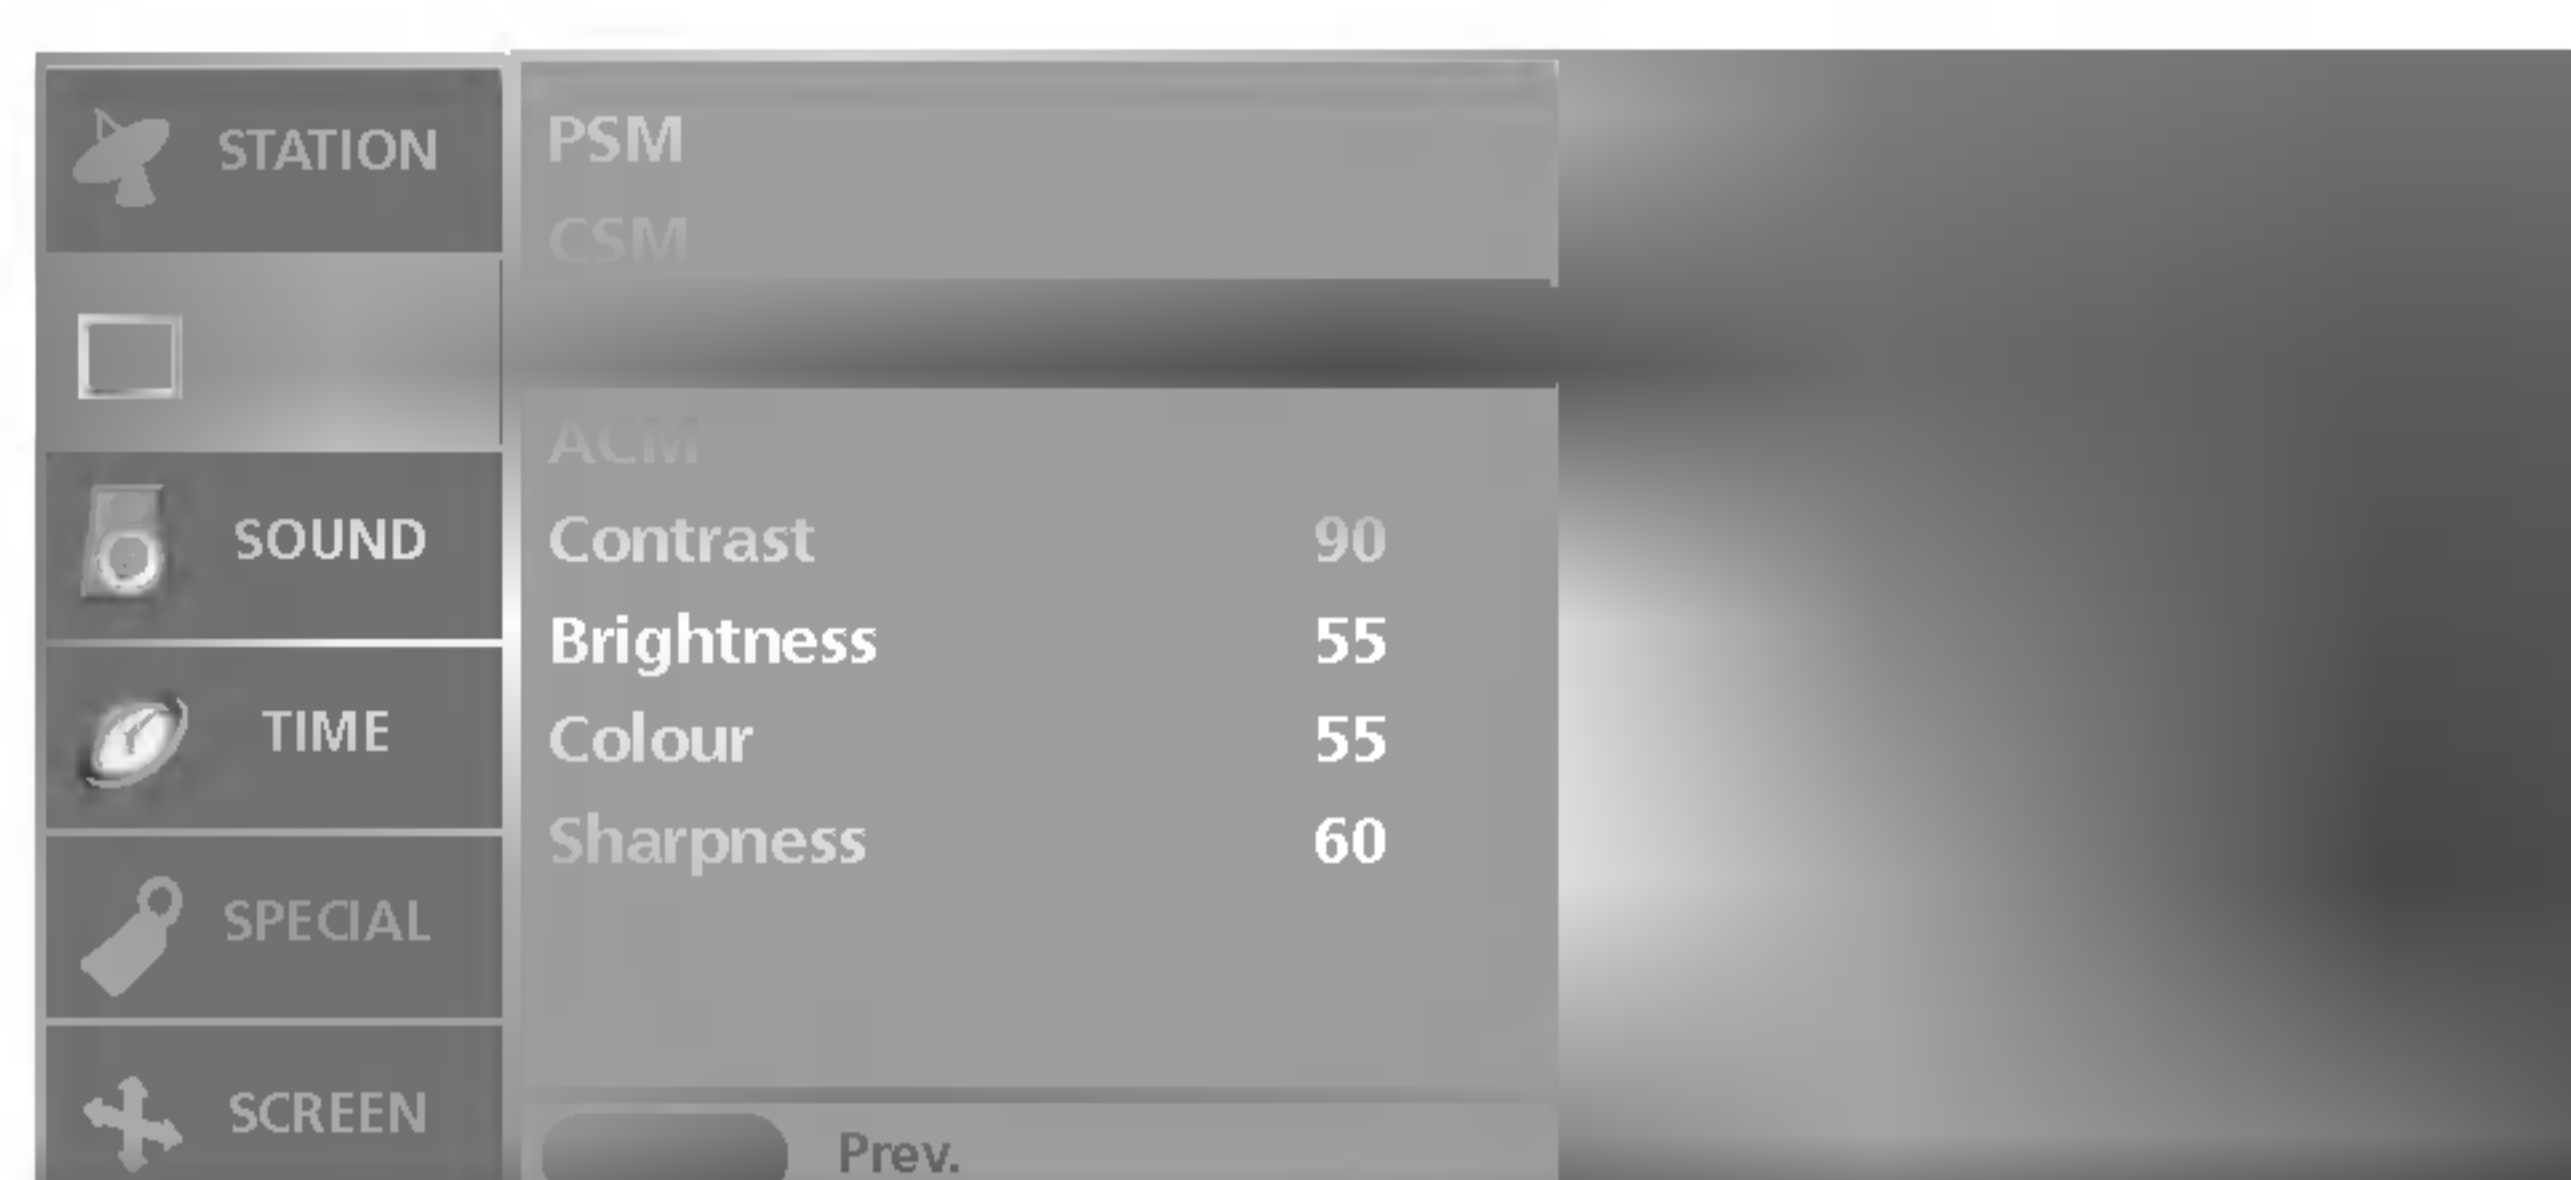 STATION
SOUND
TIME
SPECIAL
SCREEN
PSM
CSM
ACM
Contrast 90
Brightness 55
Colour 55
Sharpness 60
Prev.